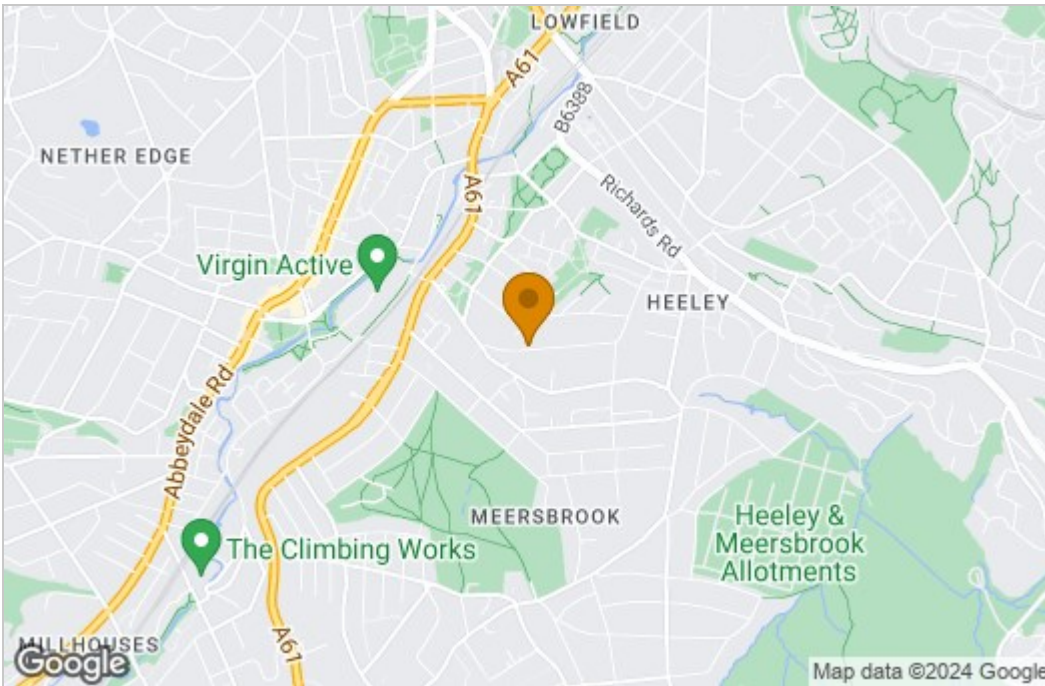 LOWFIELD
A61
B6388
NETHER EDGE
A61
Richards Rd
Virgin Active
HEELEY
Abbeydale Rd
MEERSBROOK
Heeley &
Meersbrook
Allotments
The Climbing Works
A61
MILLHOUSES
Google
Map data ©2024 Google